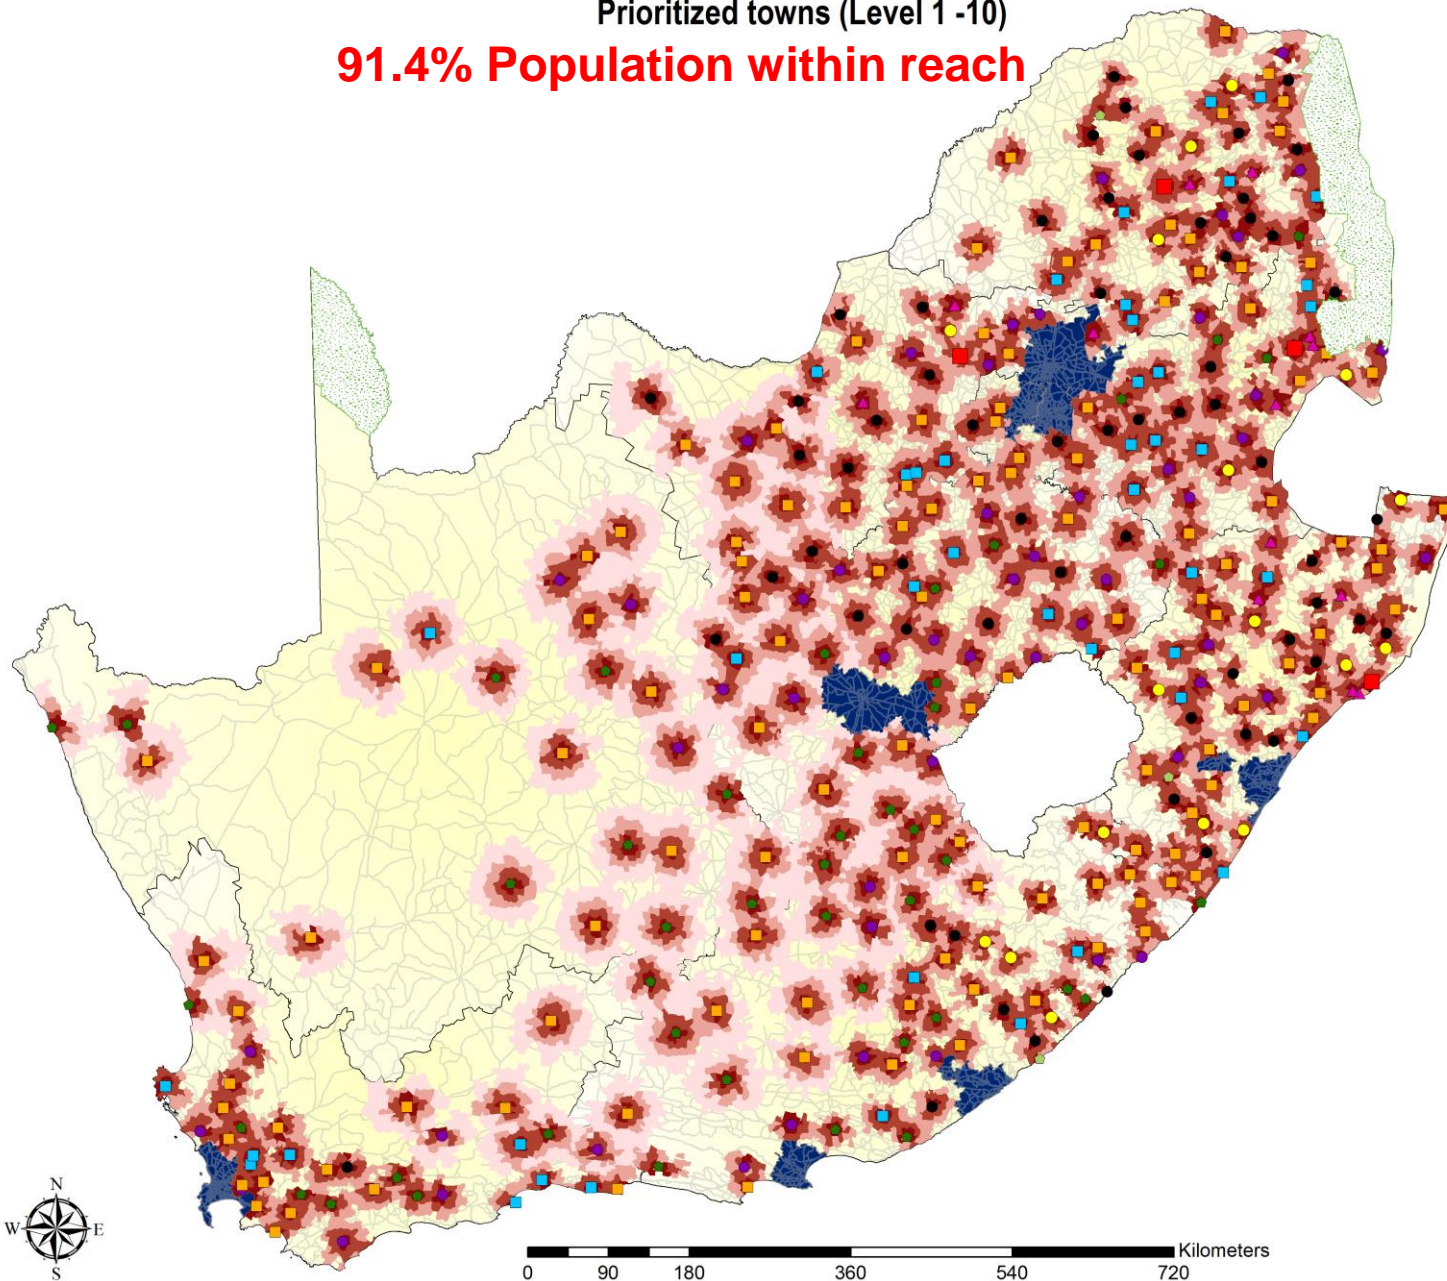 Prioritized towns (Level 1 -10)
91.4% Population within reach
N
W E
S
Kilometers
0 90 180 360 540 720